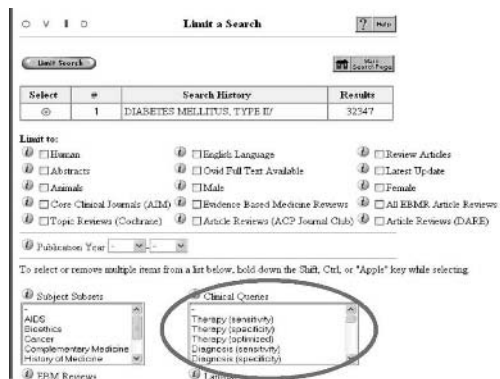 O V I D Limit a Search ? Help
Limit Search Main Search Page
Select # Search History Results
1 DIABETES MELLITUS, TYPE II/ 32347
Limit to:
Human English Language Review Articles
Abstracts Ovid Full Text Available Latest Update
Animals Male Female
Core Clinical Journals (AIM) Evidence Based Medicine Reviews All EBMR Article Reviews
Topic Reviews (Cochrane) Article Reviews (ACP Journal Club) Article Reviews (DARE)
Publication Year - - -
To select or remove multiple items from a list below, hold down the Shift, Ctrl, or "Apple" key while selecting.
Subject Subsets Clinical Queries
- -
AIDS Therapy (sensitivity)
Bioethics Therapy (specificity)
Cancer Therapy (optimized)
Complementary Medicine Diagnosis (sensitivity)
History of Medicine Diagnosis (specificity)
EBM Reviews